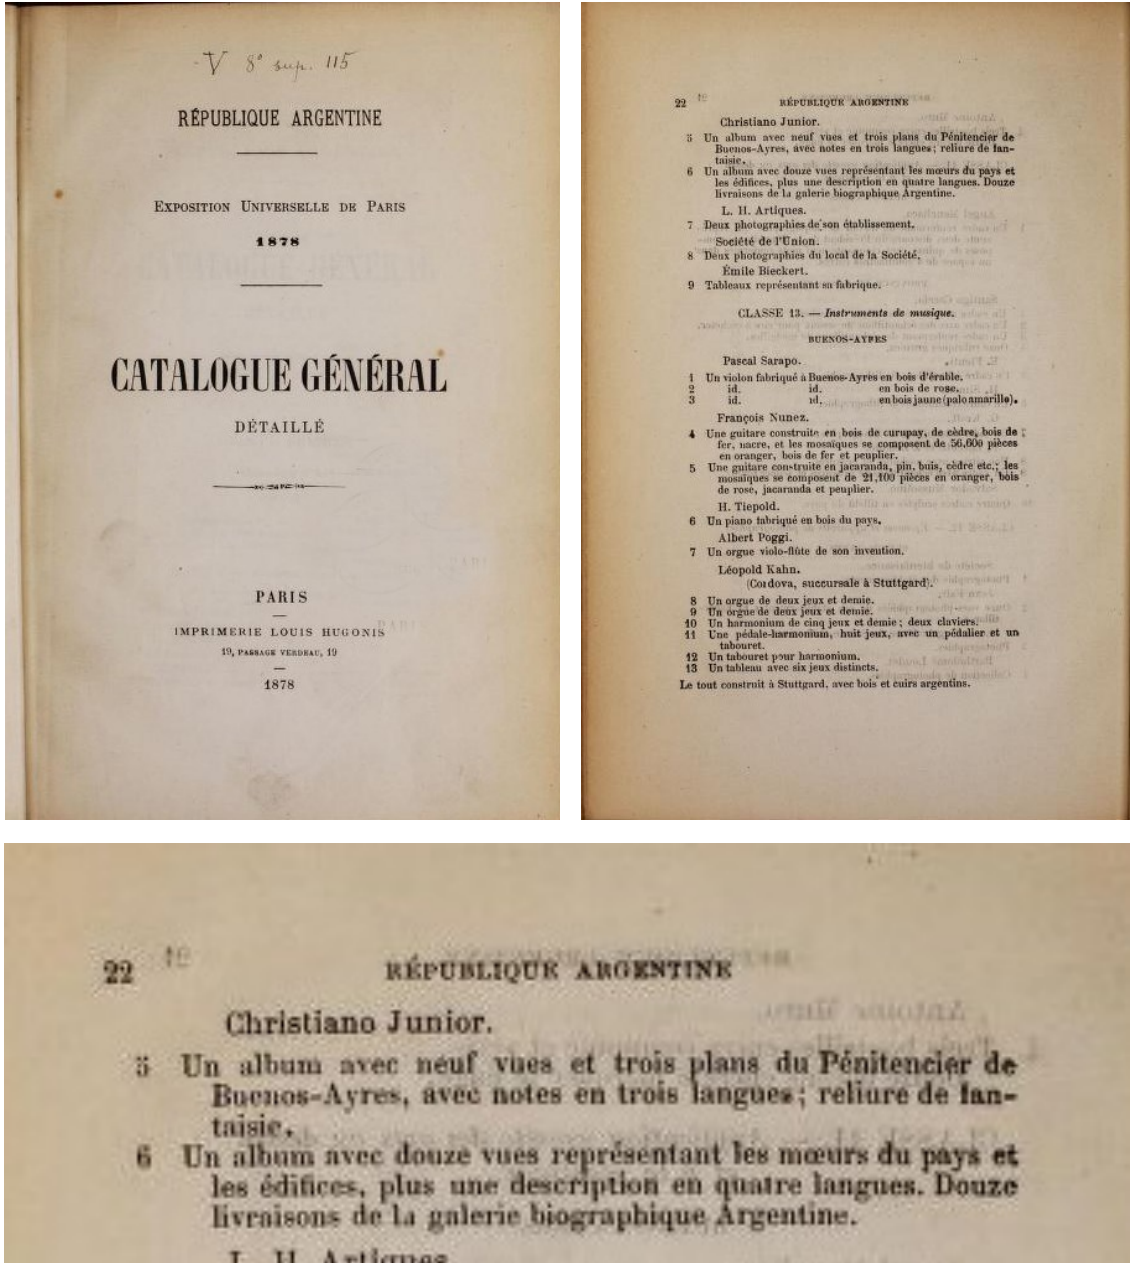 V 8° sup. 115
RÉPUBLIQUE ARGENTINE
EXPOSITION UNIVERSELLE DE PARIS
1878
CATALOGUE GÉNÉRAL
DÉTAILLÉ
PARIS
IMPRIMERIE LOUIS HUGONIS
19, PASSAGE VERDEAU, 19
1878
22 RÉPUBLIQUE ARGENTINE
Christiano Junior.
5 Un album avec neuf vues et trois plans du Pénitencier de
Buenos-Ayres, avec notes en trois langues; reliure de fan-
taisie.
6 Un album avec douze vues représentant les mœurs du pays et
les édifices, plus une description en quatre langues. Douze
livraisons de la galerie biographique Argentine.
L. H. Artigues.
7 Deux photographies de son établissement.
Société de l'Union.
8 Deux photographies du local de la Société.
Émile Bieckert.
9 Tableaux représentant sa fabrique.
CLASSE 13. — Instruments de musique.
BUENOS-AYRES
Pascal Sarapo.
1 Un violon fabriqué à Buenos-Ayres en bois d'érable.
2 id. id. en bois de rose.
3 id. id. en bois jaune (palo amarillo).
François Nunez.
4 Une guitare construite en bois de curupay, de cèdre, bois de
fer, nacre, et les mosaïques se composent de 56,600 pièces
en oranger, bois de fer et peuplier.
5 Une guitare construite en jacaranda, pin, buis, cèdre etc.; les
mosaïques se composent de 21,100 pièces en oranger, bois
de rose, jacaranda et peuplier.
H. Tiepold.
6 Un piano fabriqué en bois du pays.
Albert Poggi.
7 Un orgue violo-flûte de son invention.
Léopold Kahn.
(Cordova, succursale à Stuttgard).
8 Un orgue de deux jeux et demie.
9 Un orgue de deux jeux et demie.
10 Un harmonium de cinq jeux et demie; deux claviers.
11 Une pédale-harmonium, huit jeux, avec un pédalier et un
tabouret.
12 Un tabouret pour harmonium.
13 Un tableau avec six jeux distincts.
Le tout construit à Stuttgard, avec bois et cuirs argentins.
22 RÉPUBLIQUE ARGENTINE
Christiano Junior.
5 Un album avec neuf vues et trois plans du Pénitencier de
Buenos-Ayres, avec notes en trois langues; reliure de fan-
taisie.
6 Un album avec douze vues représentant les mœurs du pays et
les édifices, plus une description en quatre langues. Douze
livraisons de la galerie biographique Argentine.
L. H. Artigues